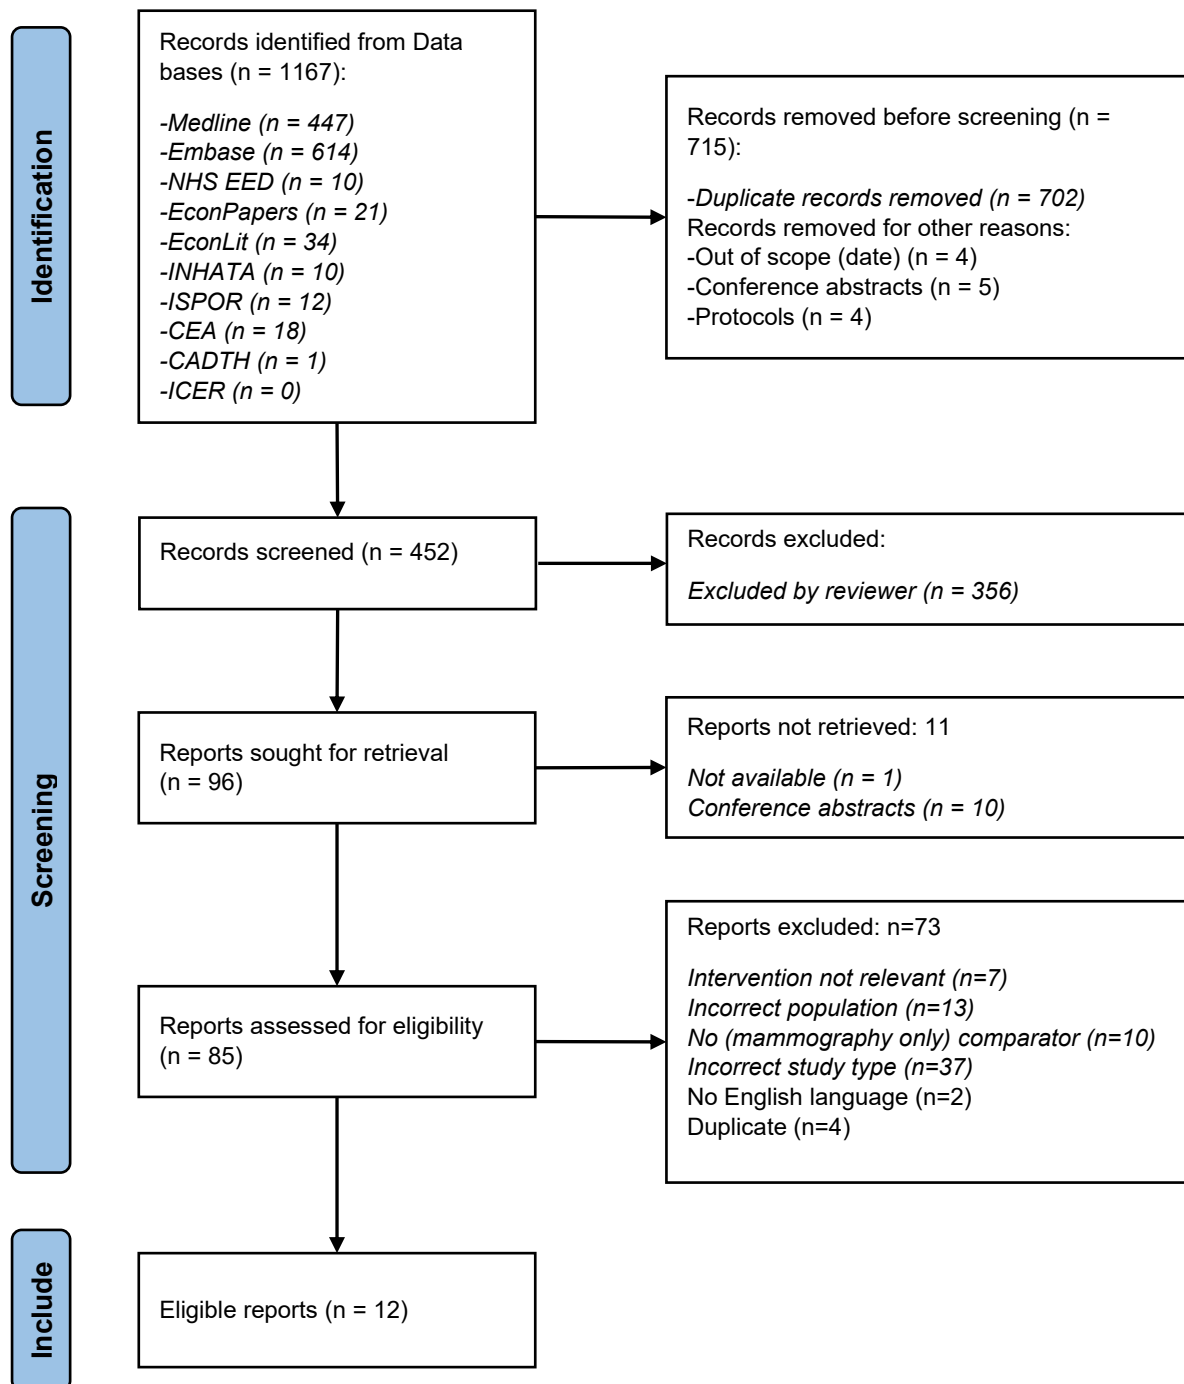 Identification
Records identified from Data
bases (n = 1167):
-Medline (n = 447)
-Embase (n = 614)
-NHS EED (n = 10)
-EconPapers (n = 21)
-EconLit (n = 34)
-INHATA (n = 10)
-ISPOR (n = 12)
-CEA (n = 18)
-CADTH (n = 1)
-ICER (n = 0)
Records removed before screening (n =
715):
-Duplicate records removed (n = 702)
Records removed for other reasons:
-Out of scope (date) (n = 4)
-Conference abstracts (n = 5)
-Protocols (n = 4)
Screening
Records screened (n = 452)
Records excluded:
Excluded by reviewer (n = 356)
Reports sought for retrieval
(n = 96)
Reports not retrieved: 11
Not available (n = 1)
Conference abstracts (n = 10)
Reports assessed for eligibility
(n = 85)
Reports excluded: n=73
Intervention not relevant (n=7)
Incorrect population (n=13)
No (mammography only) comparator (n=10)
Incorrect study type (n=37)
No English language (n=2)
Duplicate (n=4)
Include
Eligible reports (n = 12)